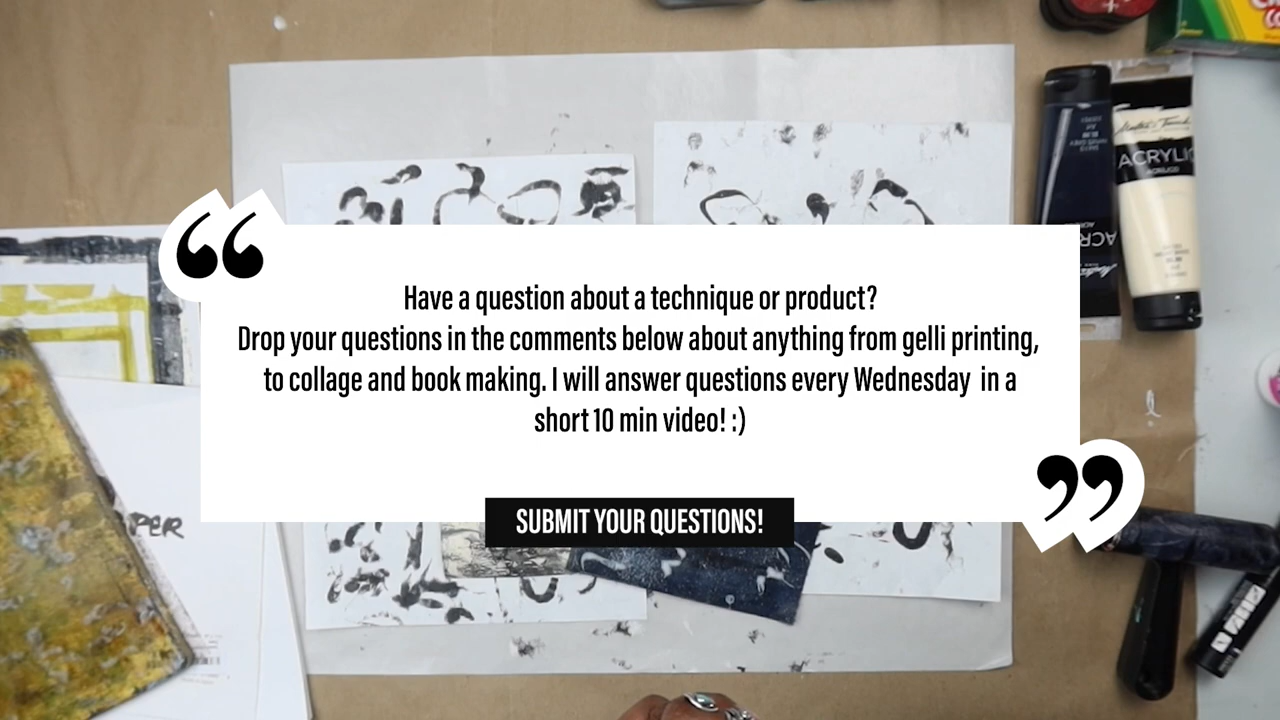 Have a question about a technique or product?
Drop your questions in the comments below about anything from gelli printing,
to collage and book making. I will answer questions every Wednesday in a
short 10 min video! :)
SUBMIT YOUR QUESTIONS!
ACRYLIC
PER